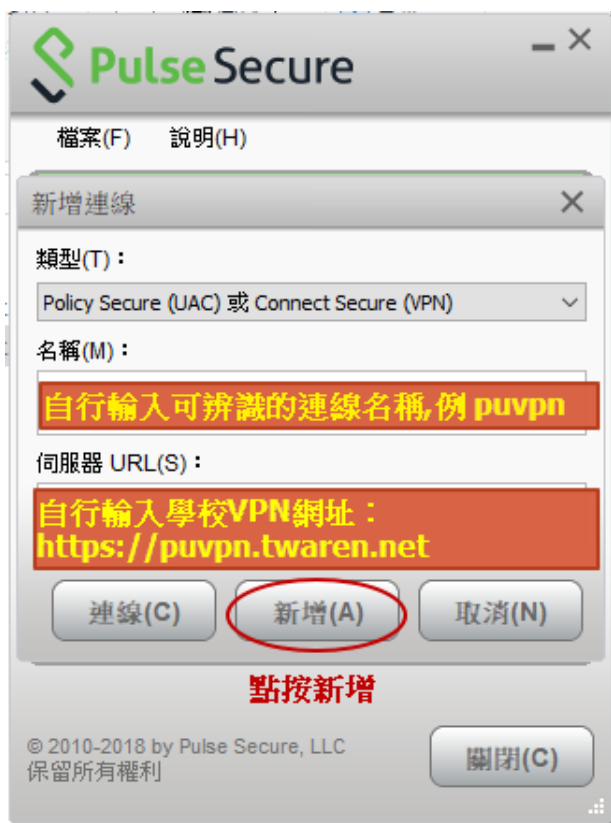 Pulse Secure
檔案(F) 說明(H)
新增連線
類型(T)：
Policy Secure (UAC) 或 Connect Secure (VPN)
名稱(M)：
自行輸入可辨識的連線名稱,例 puvpn
伺服器 URL(S)：
自行輸入學校VPN網址：
https://puvpn.twaren.net
連線(C) 新增(A) 取消(N)
點按新增
© 2010-2018 by Pulse Secure, LLC
保留所有權利
關閉(C)